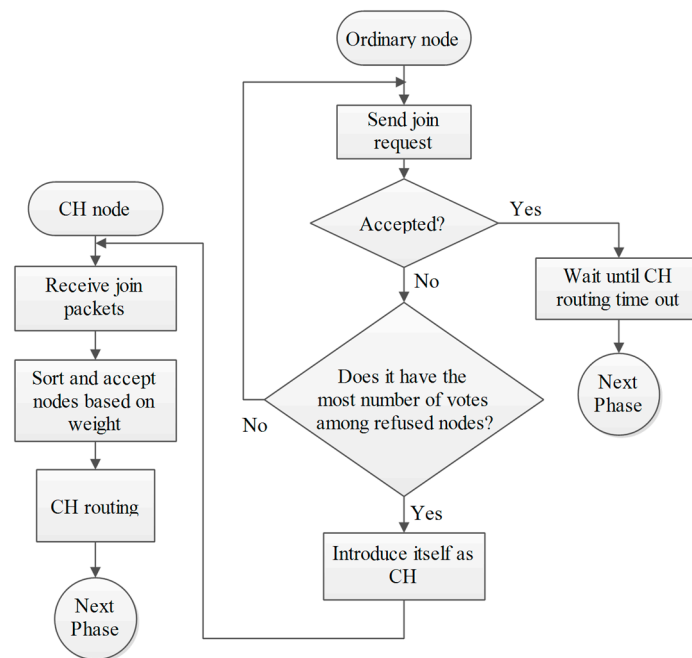 Ordinary node
Send join
request
Accepted?
Yes
No
Wait until CH
routing time out
Next
Phase
Does it have the
most number of votes
among refused nodes?
No
Yes
Introduce itself as
CH
CH node
Receive join
packets
Sort and accept
nodes based on
weight
CH routing
Next
Phase